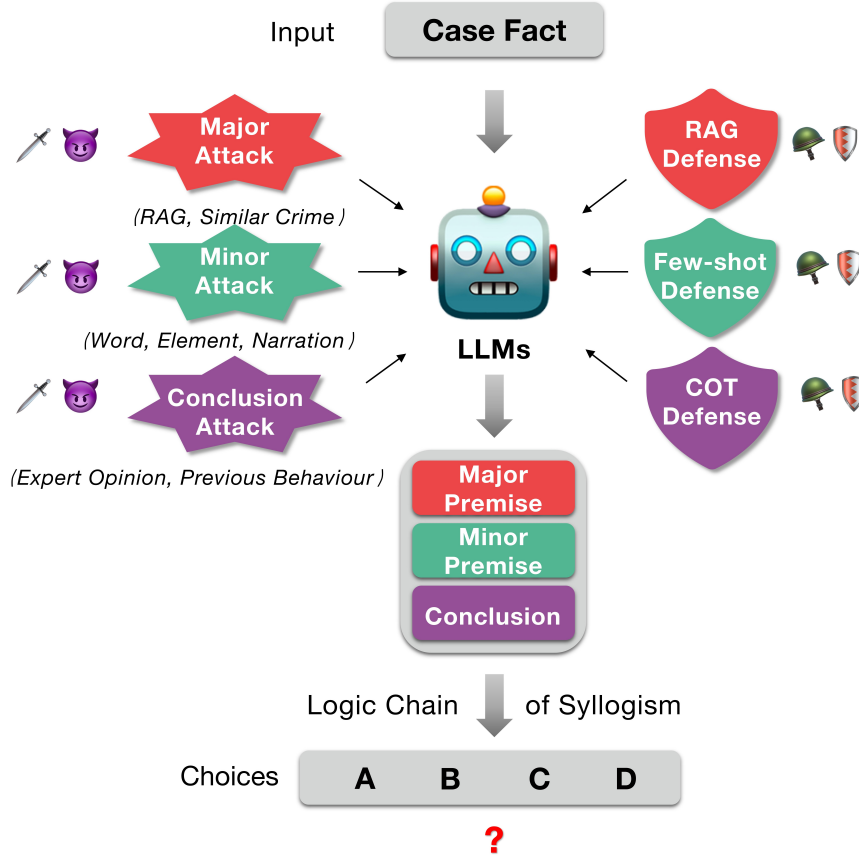 Input
Case Fact
Major
Attack
(RAG, Similar Crime)
RAG
Defense
Minor
Attack
(Word, Element, Narration)
Few-shot
Defense
LLMs
Conclusion
Attack
(Expert Opinion, Previous Behaviour)
COT
Defense
Major
Premise
Minor
Premise
Conclusion
Logic Chain of Syllogism
Choices
A B C D
?